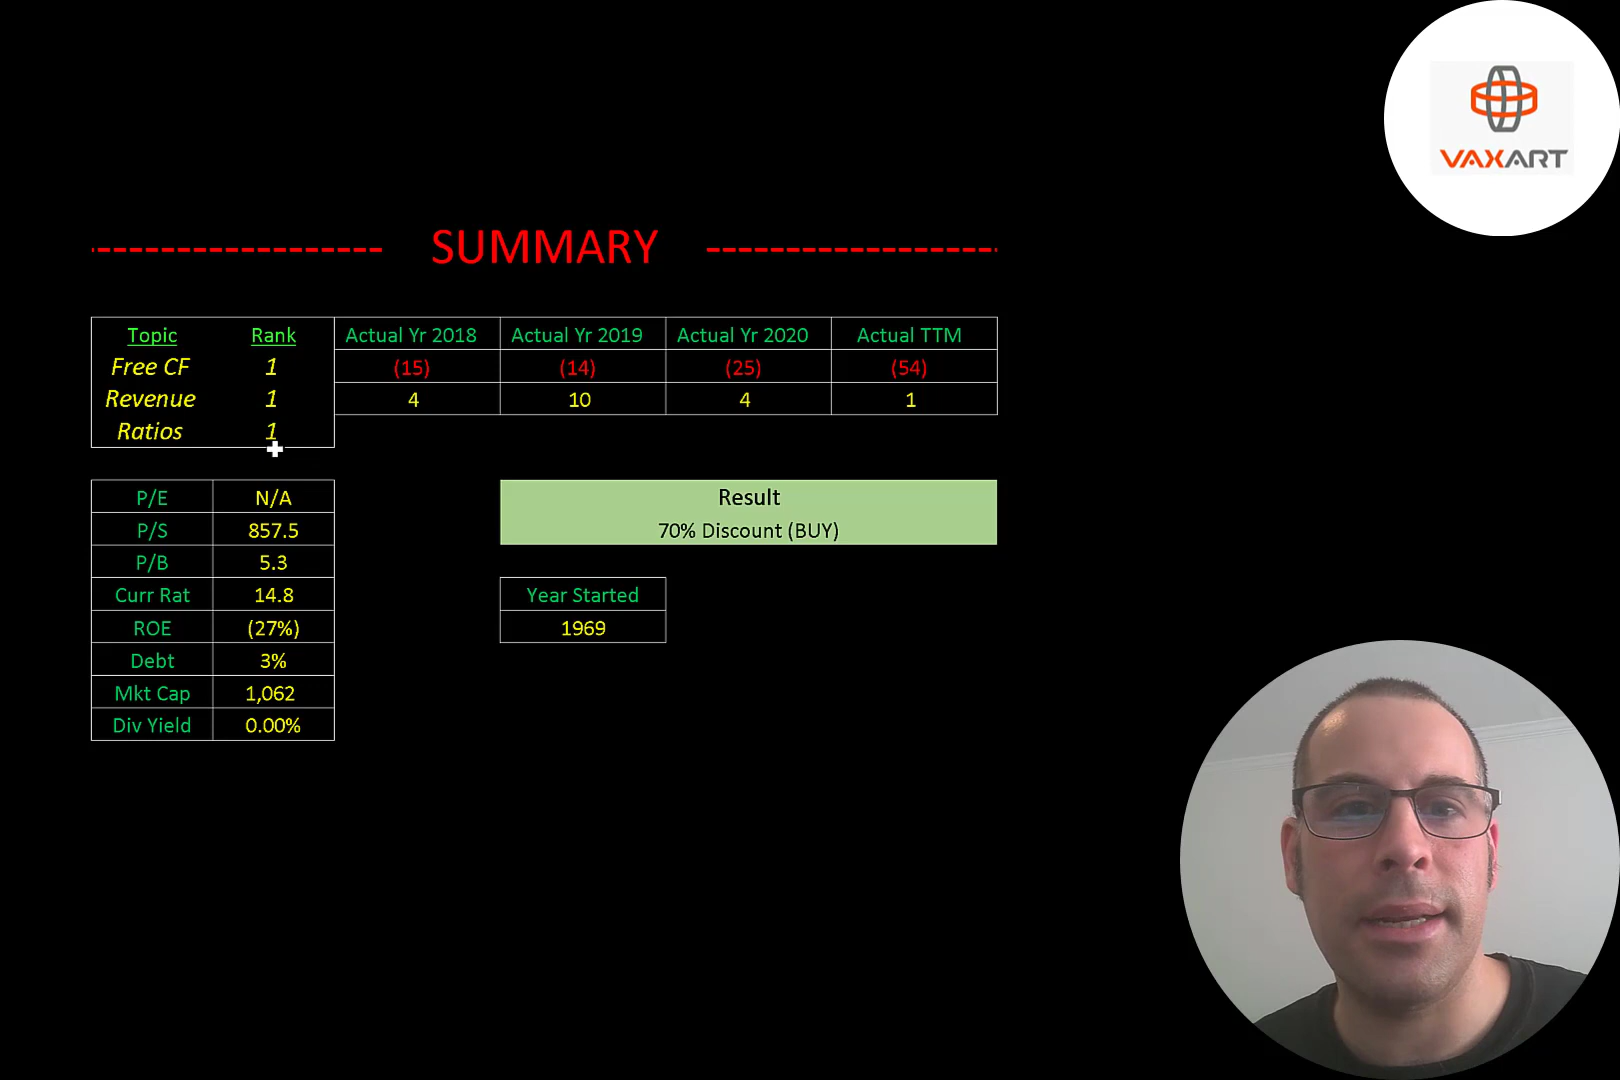 VAXART
------------------ SUMMARY ------------------
Topic Rank Actual Yr 2018 Actual Yr 2019 Actual Yr 2020 Actual TTM
Free CF 1 (15) (14) (25) (54)
Revenue 1 4 10 4 1
Ratios 1
P/E N/A
P/S 857.5
P/B 5.3
Curr Rat 14.8
ROE (27%)
Debt 3%
Mkt Cap 1,062
Div Yield 0.00%
Result
70% Discount (BUY)
Year Started
1969